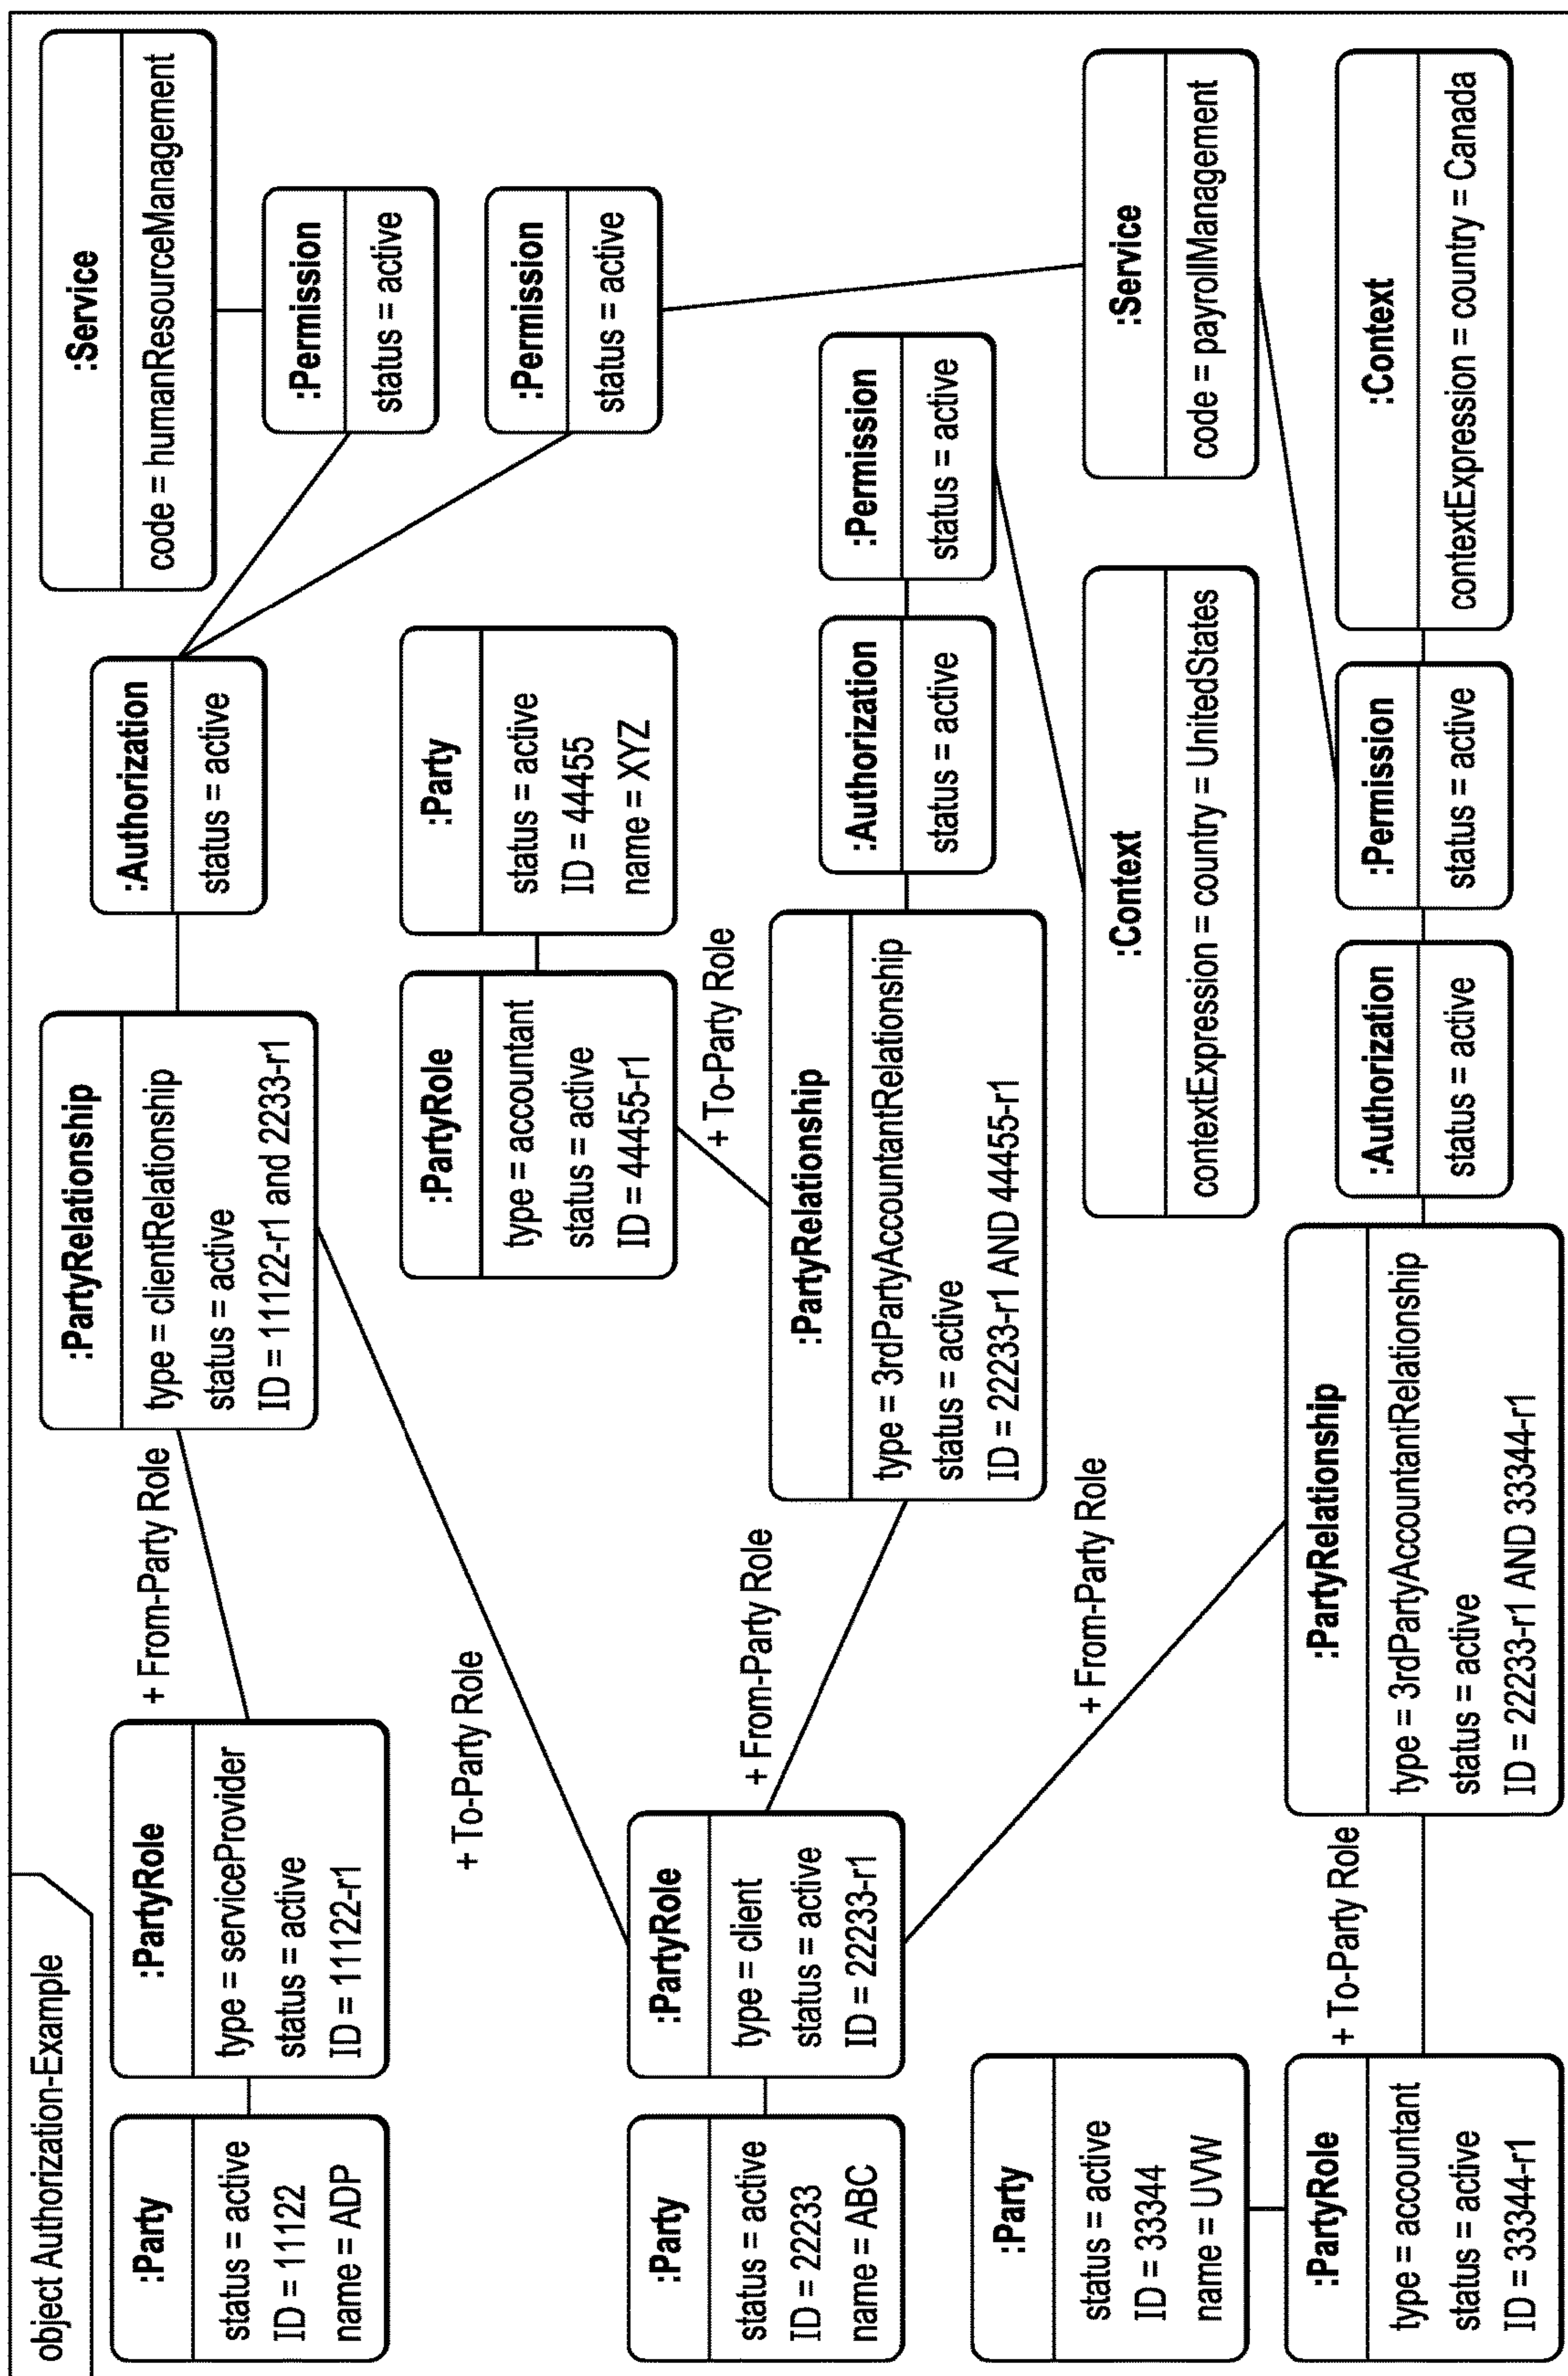 object Authorization-Example
:Party
status = active
ID = 11122
name = ADP
:PartyRole
type = serviceProvider
status = active
ID = 11122-r1
+ From-Party Role
:PartyRelationship
type = clientRelationship
status = active
ID = 11122-r1 and 2233-r1
:Authorization
status = active
:Service
code = humanResourceManagement
:Permission
status = active
:Permission
status = active
+ To-Party Role
:PartyRole
type = accountant
status = active
ID = 44455-r1
:Party
status = active
ID = 44455
name = XYZ
+ To-Party Role
:Party
status = active
ID = 22233
name = ABC
:PartyRole
type = client
status = active
ID = 22233-r1
+ From-Party Role
:PartyRelationship
type = 3rdPartyAccountantRelationship
status = active
ID = 22233-r1 AND 44455-r1
:Authorization
status = active
:Permission
status = active
+ From-Party Role
:Context
contextExpression = country = UnitedStates
:Service
code = payrollManagement
:Party
status = active
ID = 33344
name = UVW
:PartyRole
type = accountant
status = active
ID = 33344-r1
+ To-Party Role
:PartyRelationship
type = 3rdPartyAccountantRelationship
status = active
ID = 22233-r1 AND 33344-r1
:Authorization
status = active
:Permission
status = active
:Context
contextExpression = country = Canada